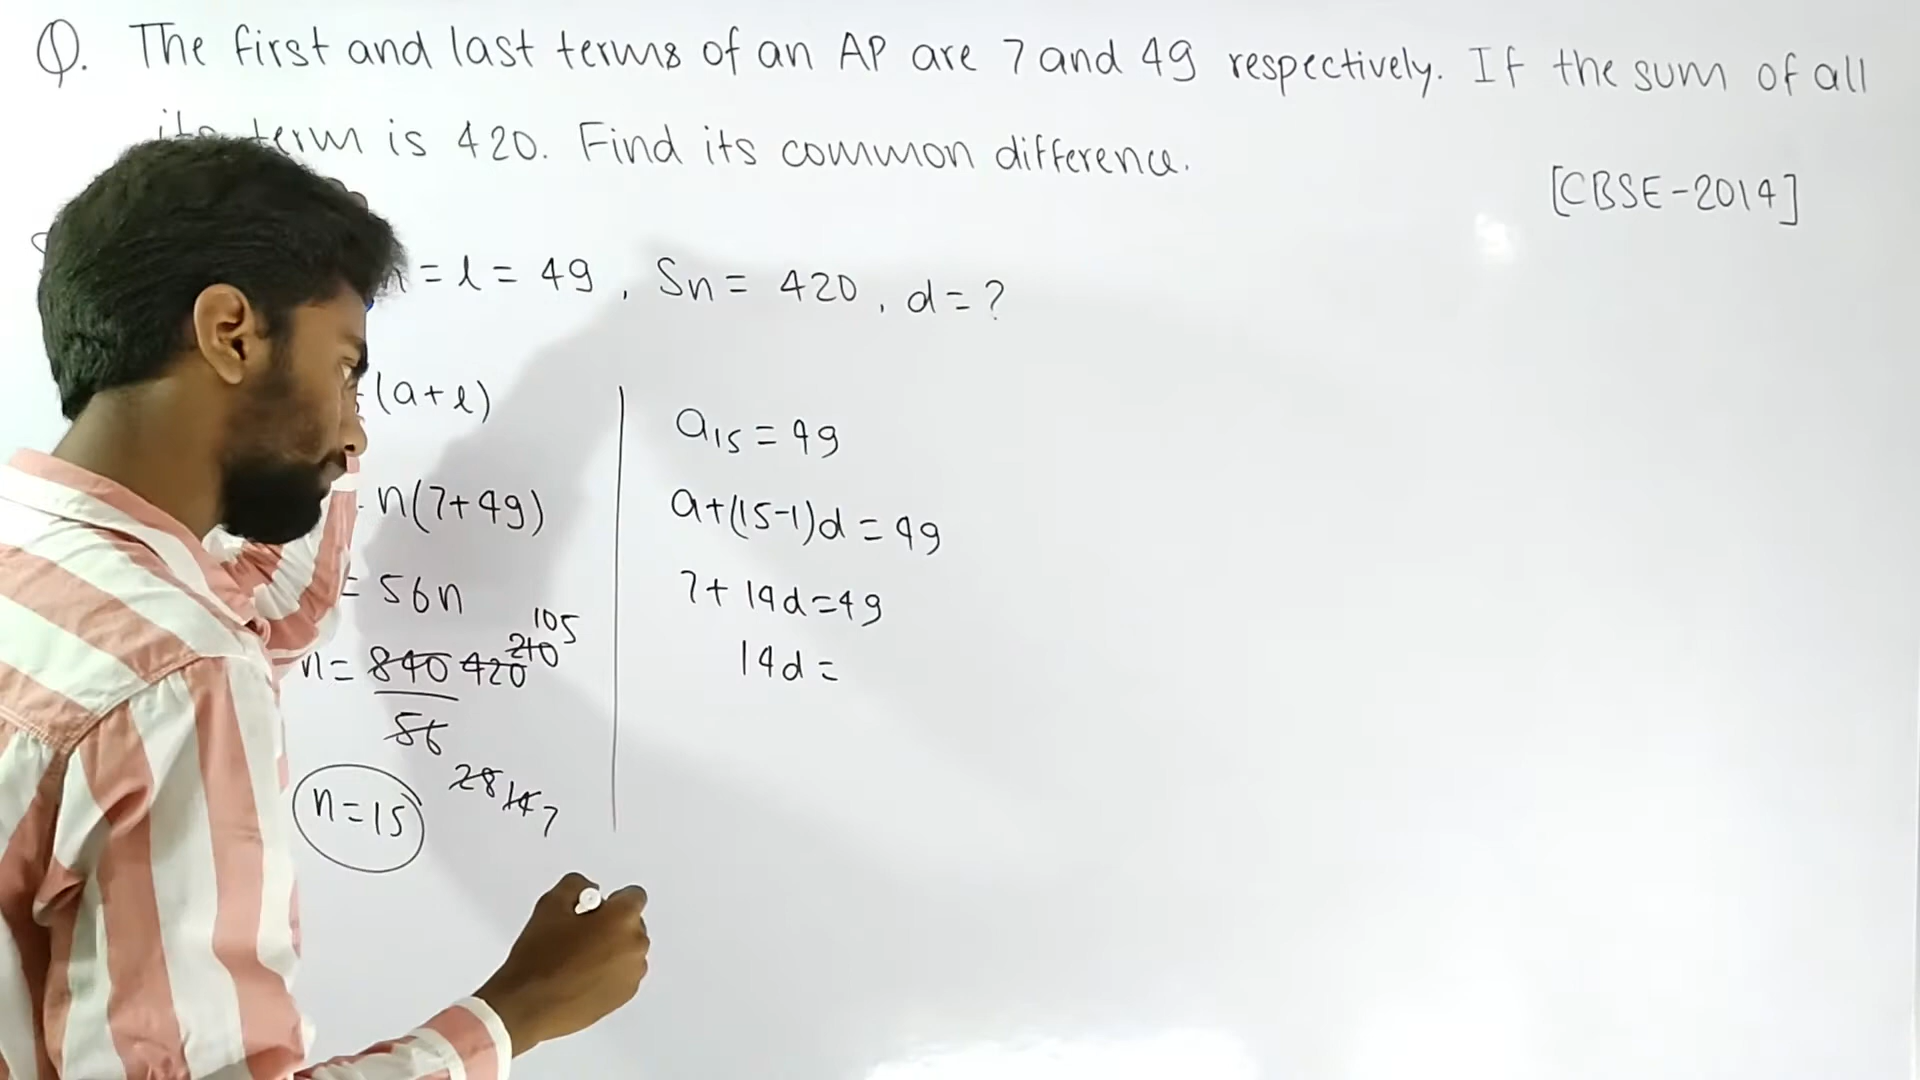 Q. The first and last terms of an AP are 7 and 49 respectively. If the sum of all
its term is 420. Find its common difference.
[CBSE-2014]
= l = 49, Sn = 420, d = ?
(a+l)
n(7+49)
= 56n
n = 840 420 210 105
56 28 14 7
n=15
a15 = 49
a+(15-1)d = 49
7+ 14d=49
14d =